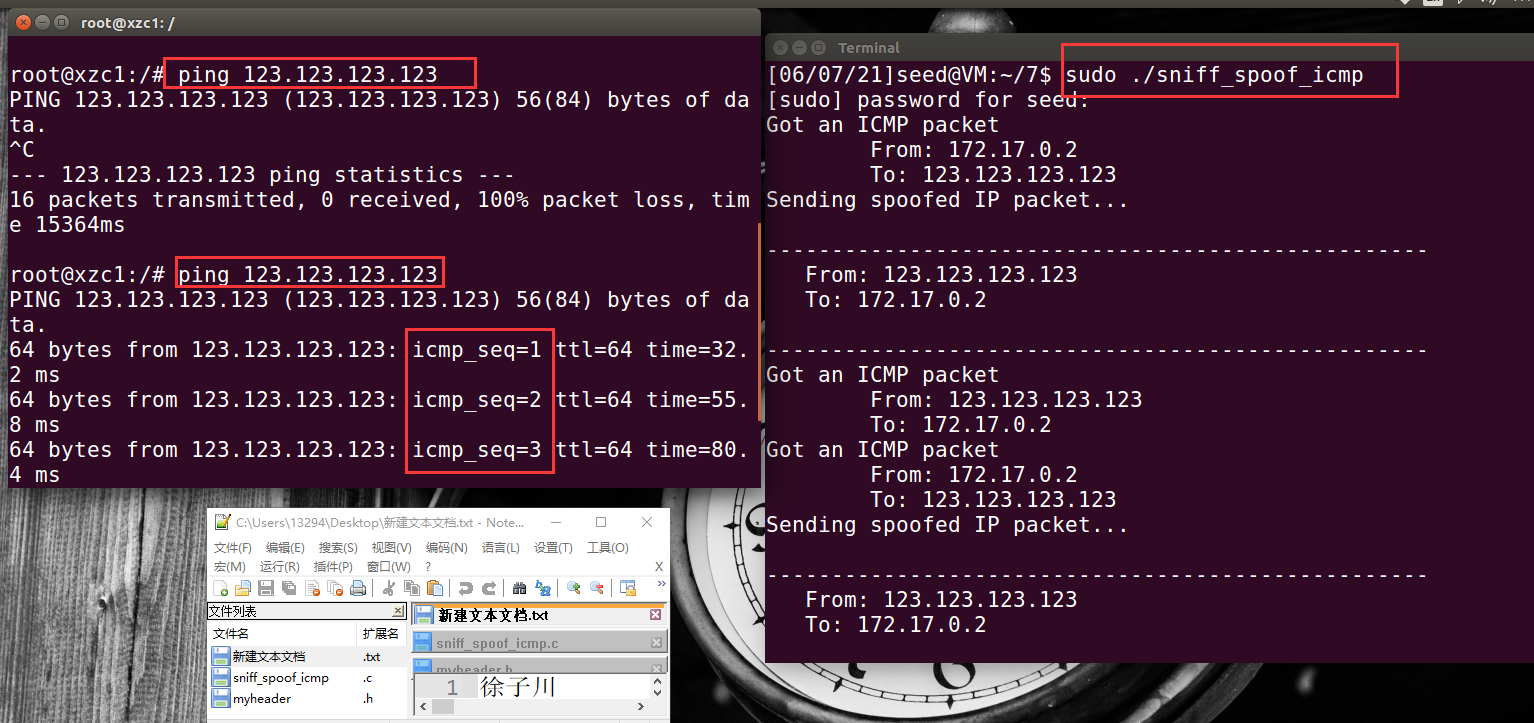 root@xzc1: /
root@xzc1:/# ping 123.123.123.123
PING 123.123.123.123 (123.123.123.123) 56(84) bytes of da
ta.
^C
--- 123.123.123.123 ping statistics ---
16 packets transmitted, 0 received, 100% packet loss, tim
e 15364ms
root@xzc1:/# ping 123.123.123.123
PING 123.123.123.123 (123.123.123.123) 56(84) bytes of da
ta.
64 bytes from 123.123.123.123: icmp_seq=1 ttl=64 time=32.
2 ms
64 bytes from 123.123.123.123: icmp_seq=2 ttl=64 time=55.
8 ms
64 bytes from 123.123.123.123: icmp_seq=3 ttl=64 time=80.
4 ms
Terminal
[06/07/21]seed@VM:~/7$ sudo ./sniff_spoof_icmp
[sudo] password for seed:
Got an ICMP packet
From: 172.17.0.2
To: 123.123.123.123
Sending spoofed IP packet...
---------------------------------------------------
From: 123.123.123.123
To: 172.17.0.2
---------------------------------------------------
Got an ICMP packet
From: 123.123.123.123
To: 172.17.0.2
Got an ICMP packet
From: 172.17.0.2
To: 123.123.123.123
Sending spoofed IP packet...
---------------------------------------------------
From: 123.123.123.123
To: 172.17.0.2
C:\Users\13294\Desktop\新建文本文档.txt - Note...
文件(F) 编辑(E) 搜索(S) 视图(V) 编码(N) 语言(L) 设置(T) 工具(O)
宏(M) 运行(R) 插件(P) 窗口(W) ? X
文件列表
文件名 扩展名
新建文本文档 .txt
sniff_spoof_icmp .c
myheader .h
新建文本文档.txt
sniff_spoof_icmp.c
myheader.h
1 徐子川